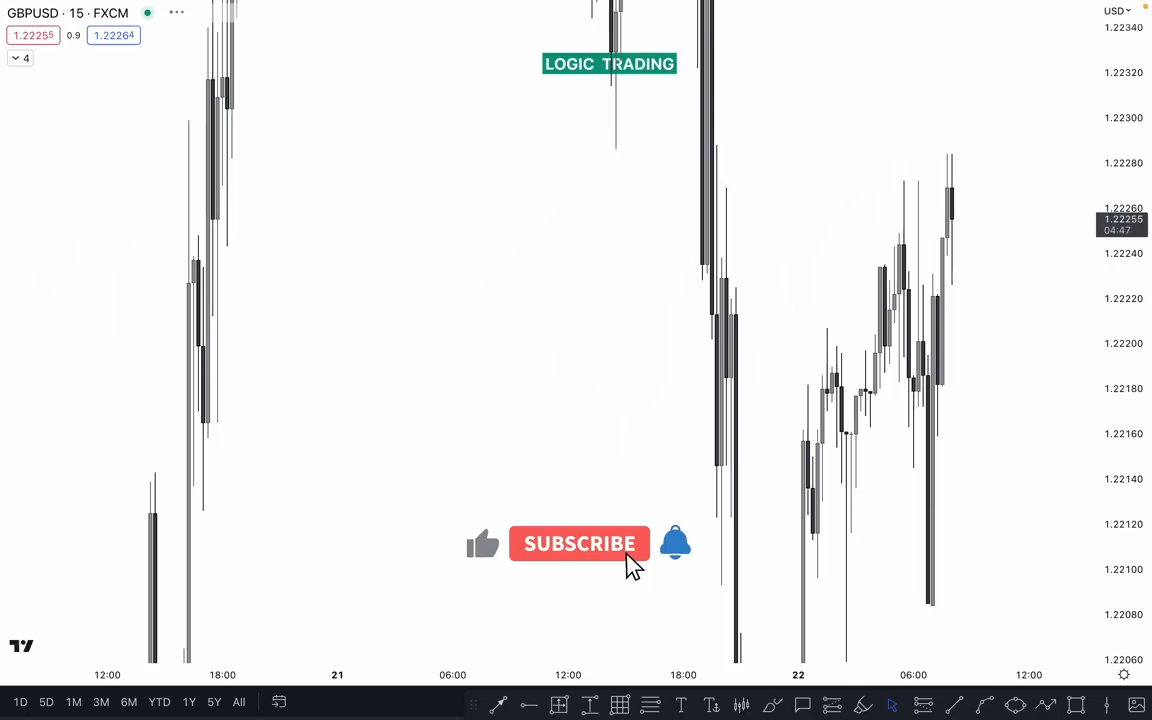 GBPUSD · 15 · FXCM
USD
1.22255 0.9 1.22264
4
LOGIC TRADING
1.22340
1.22320
1.22300
1.22280
1.22260
1.22255
04:47
1.22240
1.22220
1.22200
1.22180
1.22160
1.22140
1.22120
1.22100
1.22080
1.22060
SUBSCRIBE
12:00 18:00 21 06:00 12:00 18:00 22 06:00 12:00
1D 5D 1M 3M 6M YTD 1Y 5Y All